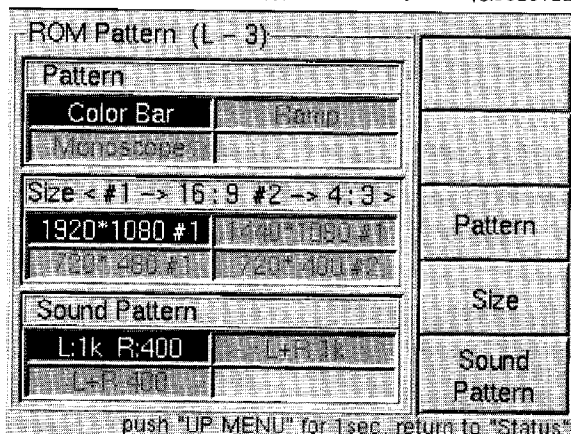 ROM Pattern (L – 3)
Pattern
Color Bar
Ramp
Monoscope
Size < #1 –> 16 : 9 #2 –> 4 : 3 >
1920*1080 #1
1440*1080 #1
720* 480 #1
720* 480 #2
Sound Pattern
L:1k R:400
L+R:1k
L+R:400
Pattern
Size
Sound
Pattern
push "UP MENU" for 1sec. return to "Status"